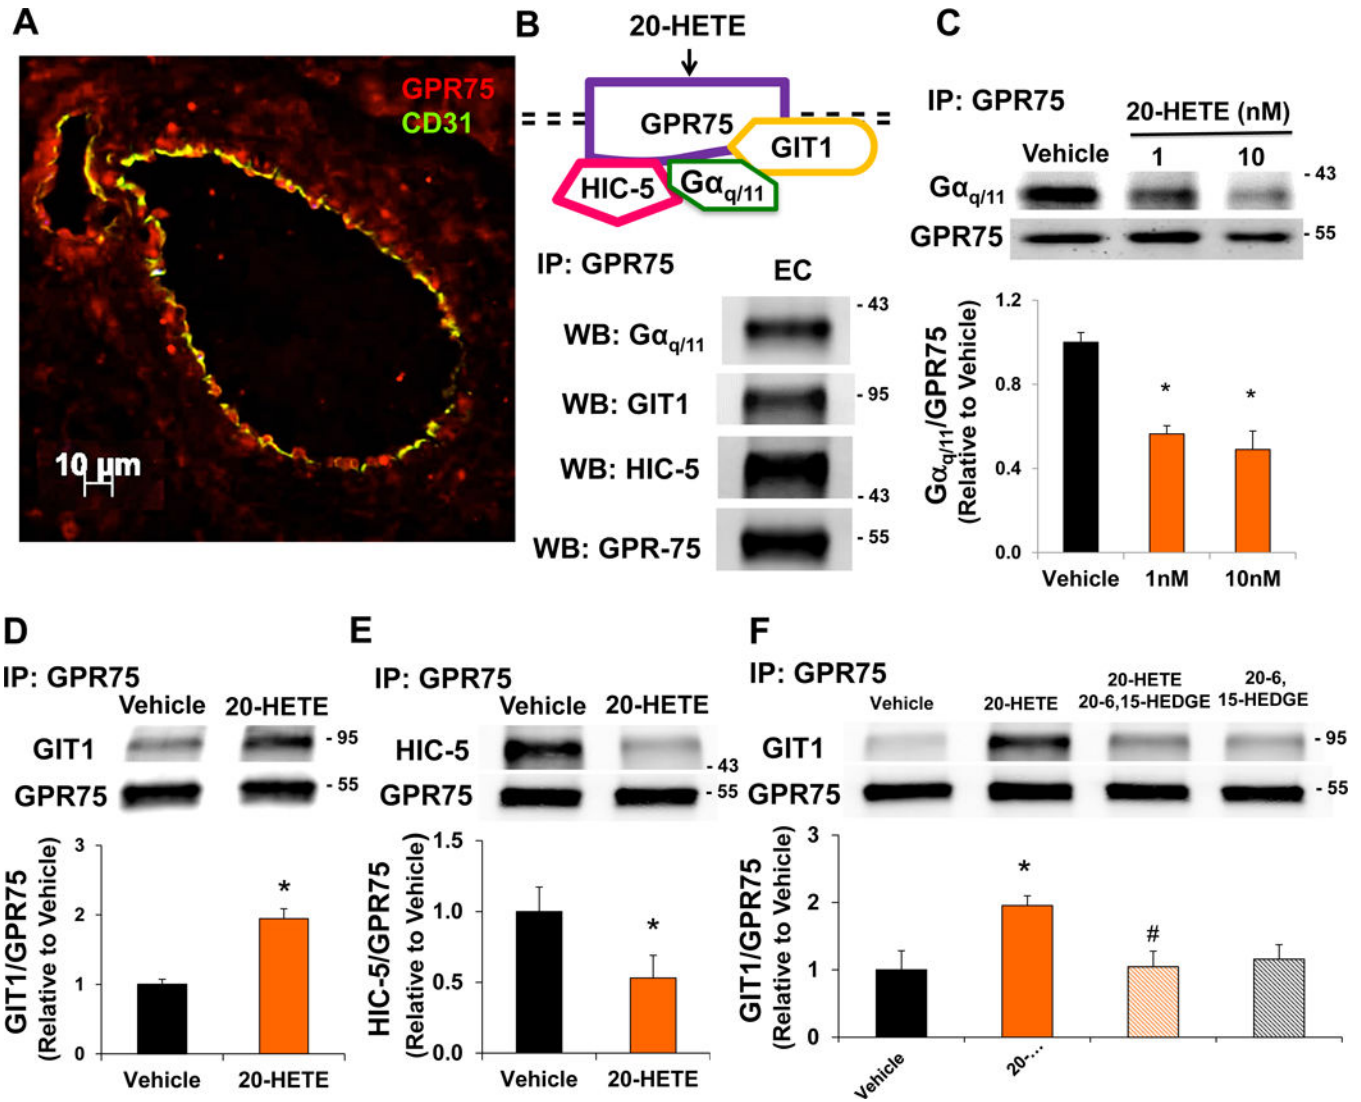 A
GPR75
CD31
10 µm
B
20-HETE
GPR75
GIT1
HIC-5
Gαq/11
IP: GPR75
EC
WB: Gαq/11
- 43
WB: GIT1
- 95
WB: HIC-5
- 43
WB: GPR-75
- 55
C
IP: GPR75
20-HETE (nM)
Vehicle 1 10
Gαq/11 - 43
GPR75 - 55
Gαq/11/GPR75
(Relative to Vehicle)
1.2
0.8
0.4
0.0
*
*
Vehicle 1nM 10nM
D
IP: GPR75
Vehicle 20-HETE
GIT1 - 95
GPR75 - 55
GIT1/GPR75
(Relative to Vehicle)
3
2
1
0
*
Vehicle 20-HETE
E
IP: GPR75
Vehicle 20-HETE
HIC-5 - 43
GPR75 - 55
HIC-5/GPR75
(Relative to Vehicle)
1.5
1.0
0.5
0.0
*
Vehicle 20-HETE
F
IP: GPR75
Vehicle
20-HETE
20-HETE
20-6,15-HEDGE
20-6,
15-HEDGE
GIT1 - 95
GPR75 - 55
GIT1/GPR75
(Relative to Vehicle)
3
2
1
0
*
#
Vehicle
20-...